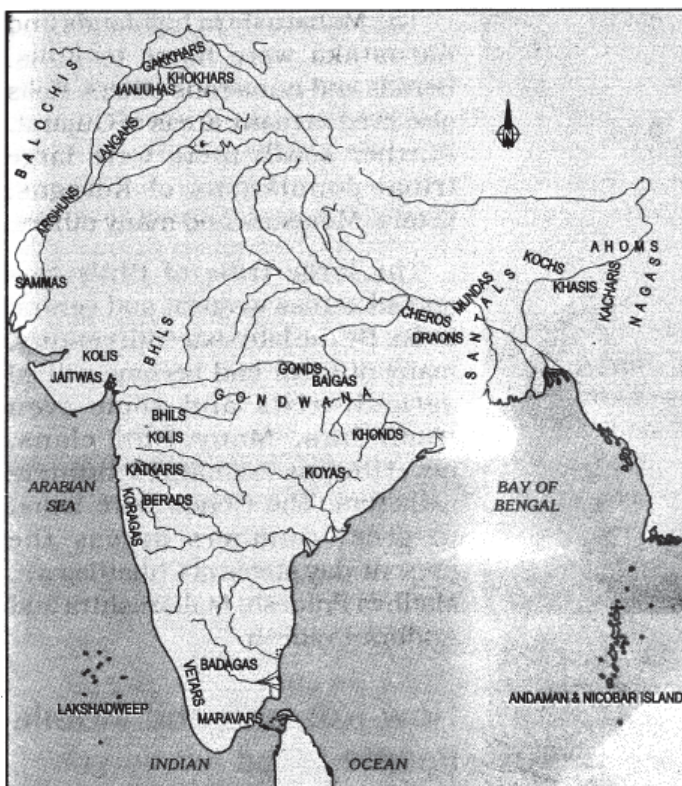 GAKKHARS
KHOKHARS
JANJUHAS
BALOCHIS
LANGAHS
ARGHUNS
SAMMAS
N
AHOMS
KOCHS
KHASIS
KACHARIS
NAGAS
MUNDAS
SANTALS
CHEROS
DRAONS
KOLIS
JAITWAS
BHILS
GONDS
BAIGAS
GONDWANA
BHILS
KOLIS
KHONDS
KATKARIS
KOYAS
BERADS
KORAGAS
ARABIAN
SEA
BAY OF
BENGAL
BADAGAS
VETARS
MARAVARS
LAKSHADWEEP
ANDAMAN & NICOBAR ISLAND
INDIAN OCEAN